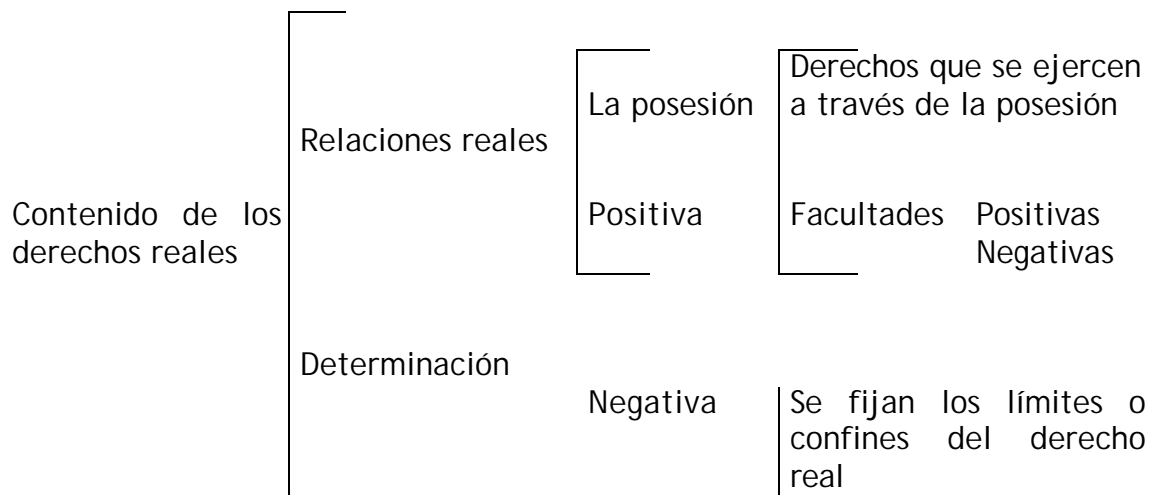 Contenido de los
derechos reales
Relaciones reales
La posesión
Derechos que se ejercen
a través de la posesión
Positiva
Facultades Positivas
Negativas
Determinación
Negativa
Se fijan los límites o
confines del derecho
real